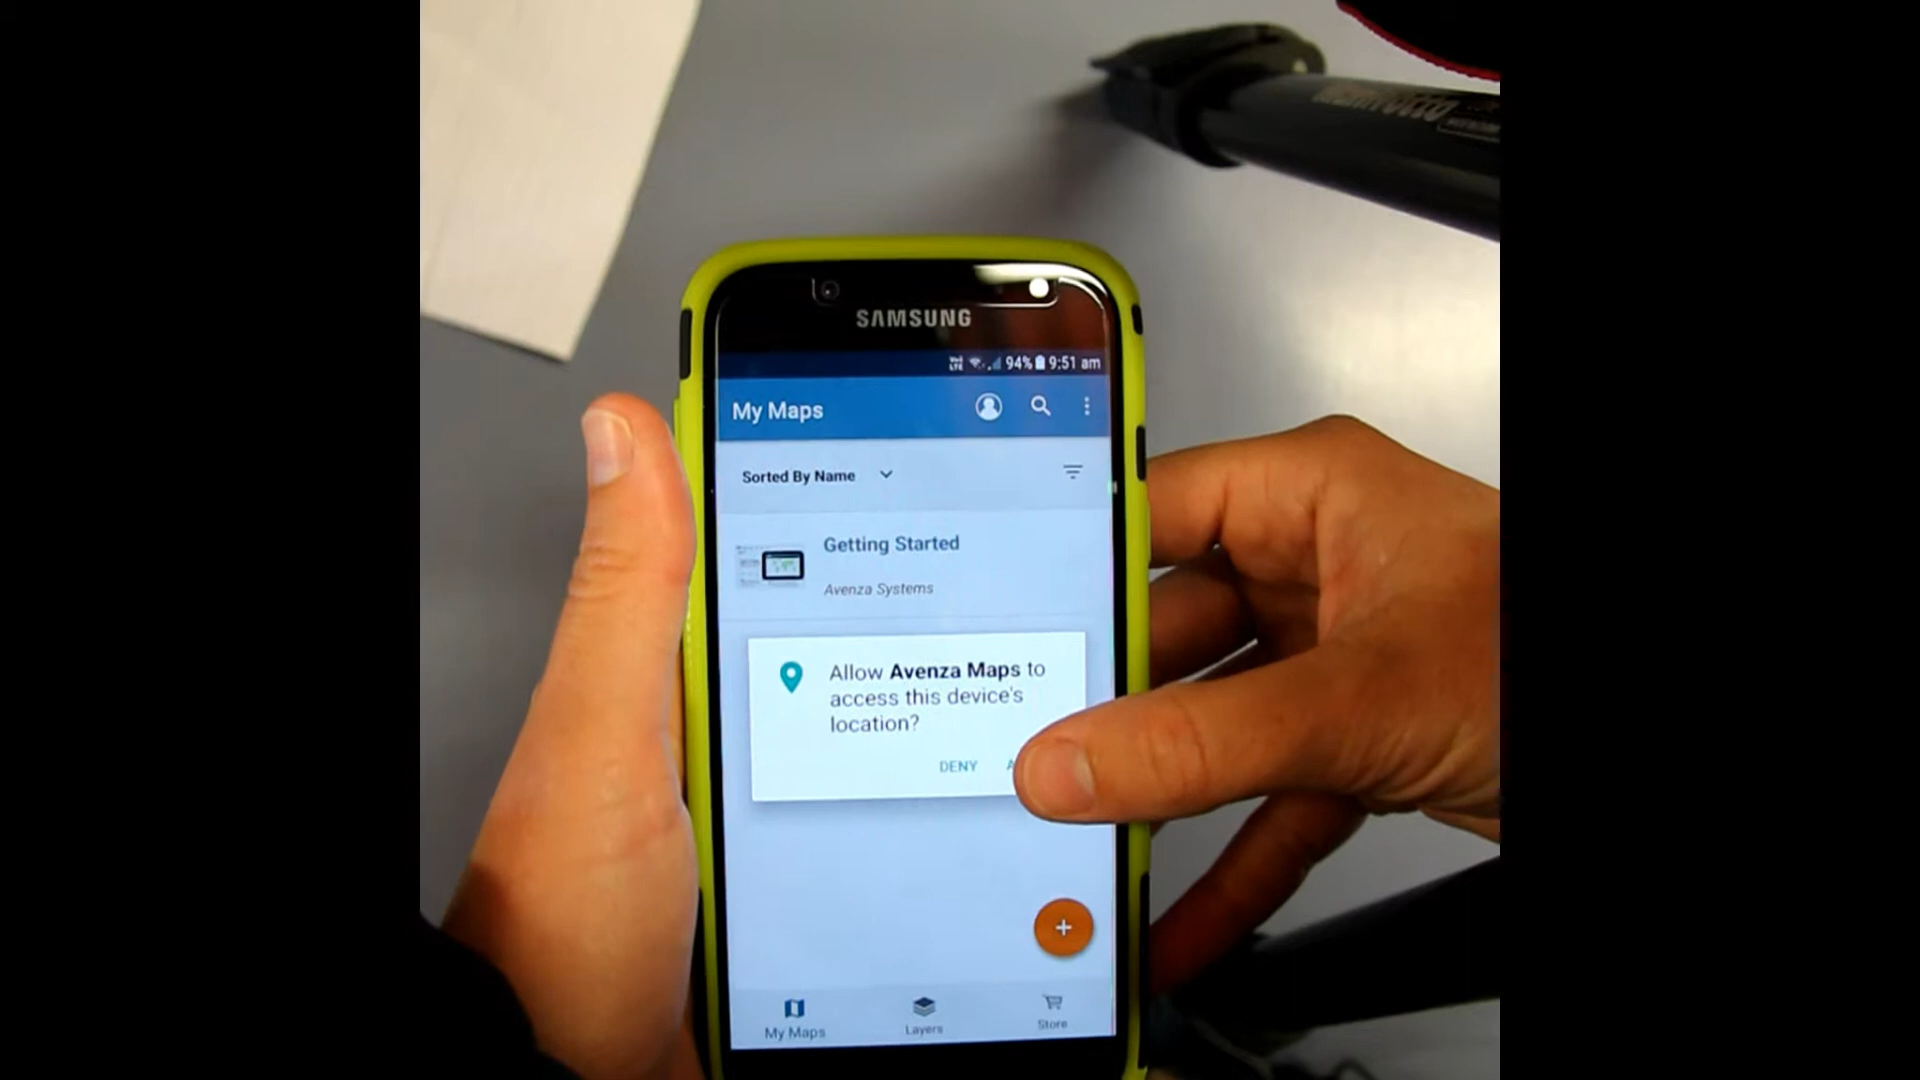 manfrotto
SAMSUNG
94% 9:51 am
My Maps
Sorted By Name
Getting Started
Avenza Systems
Allow Avenza Maps to
access this device's
location?
DENY
+
My Maps
Layers
Store